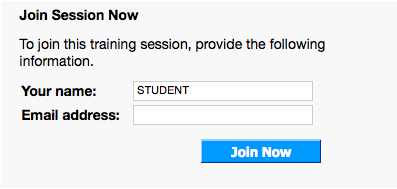 Join Session Now
To join this training session, provide the following
information.
Your name: STUDENT
Email address:
Join Now